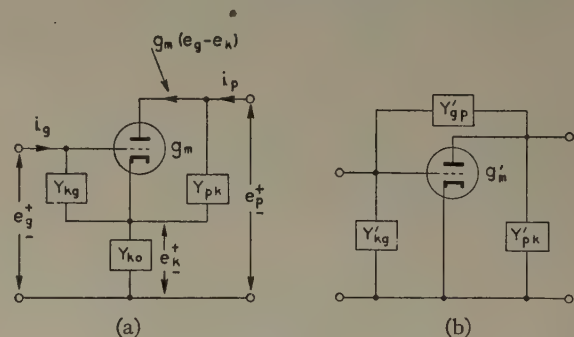 g_m (e_g-e_k)
i_g
i_p
g_m
Y_kg
Y_pk
Y_ko
e_g
+
-
e_k
+
-
e_p
+
-
(a)
Y'_gp
g'_m
Y'_kg
Y'_pk
(b)